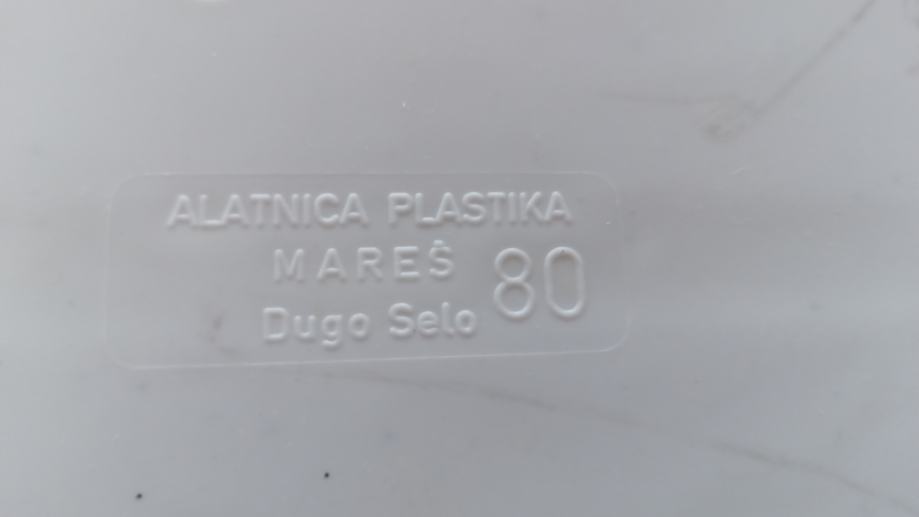 ALATNICA PLASTIKA
MAREŠ 80
Dugo Selo